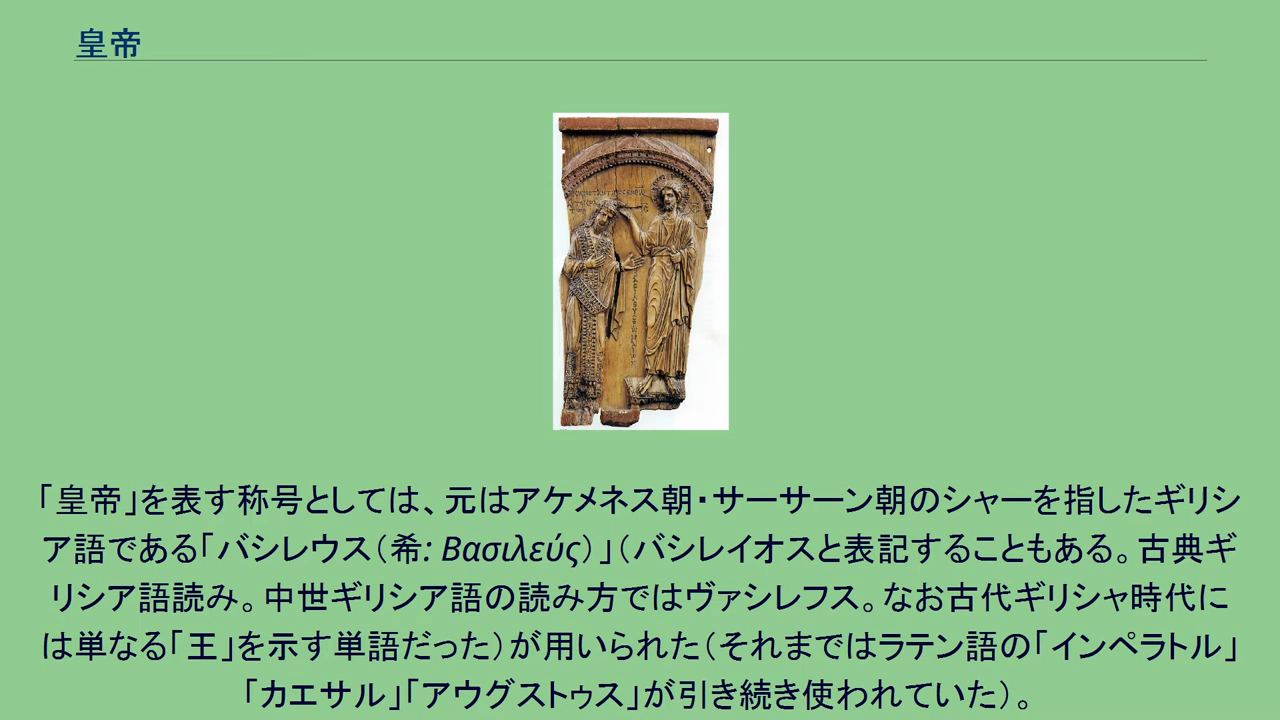 皇帝
「皇帝」を表す称号としては、元はアケメネス朝・サーサーン朝のシャーを指したギリシ
ア語である「バシレウス（希: Βασιλεύς）」（バシレイオスと表記することもある。古典ギ
リシア語読み。中世ギリシア語の読み方ではヴァシレフス。なお古代ギリシャ時代に
は単なる「王」を示す単語だった）が用いられた（それまではラテン語の「インペラトル」
「カエサル」「アウグストゥス」が引き続き使われていた）。